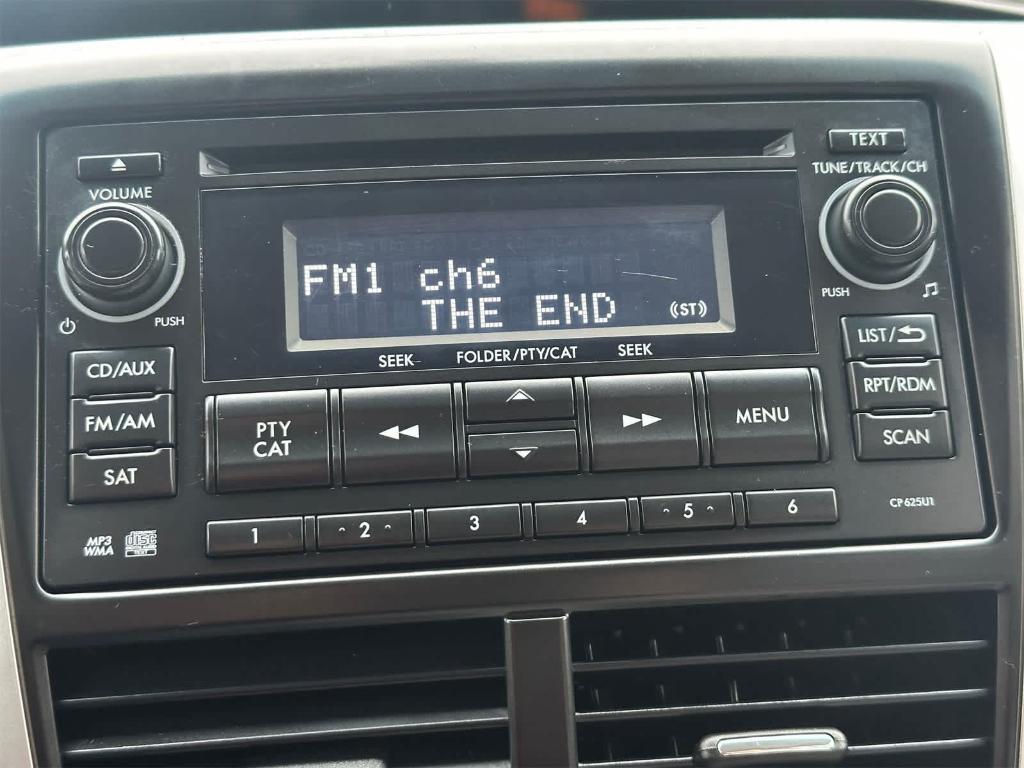 TEXT
VOLUME
TUNE/TRACK/CH
FM1 ch6
THE END ((ST))
PUSH
PUSH
SEEK FOLDER/PTY/CAT SEEK
CD/AUX
FM/AM
SAT
PTY
CAT
MENU
LIST/
RPT/RDM
SCAN
1 2 3 4 5 6
CP625U1
MP3
WMA
disc
TEXT